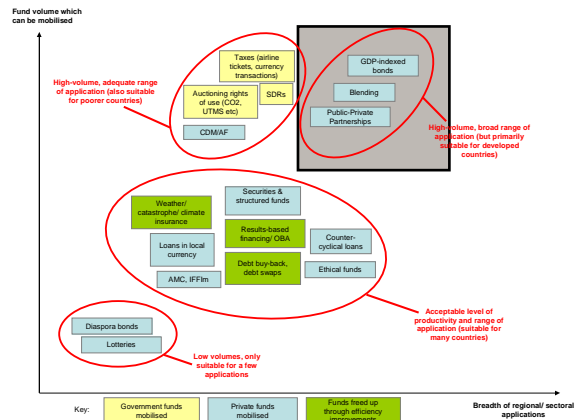 Fund volume which
can be mobilised
Taxes (airline
tickets, currency
transactions)
High-volume, adequate range
of application (also suitable
for poorer countries)
Auctioning rights
of use (CO2,
UTMS etc)
SDRs
CDM/AF
GDP-indexed
bonds
Blending
Public-Private
Partnerships
High-volume, broad range of
application (but primarily
suitable for developed
countries)
Weather/
catastrophe/ climate
insurance
Securities &
structured funds
Results-based
financing/ OBA
Loans in local
currency
Counter-
cyclical loans
Debt buy-back,
debt swaps
Ethical funds
AMC, IFFIm
Acceptable level of
productivity and range of
application (suitable for
many countries)
Diaspora bonds
Lotteries
Low volumes, only
suitable for a few
applications
Key:
Government funds
mobilised
Private funds
mobilised
Funds freed up
through efficiency
improvements
Breadth of regional/ sectoral
applications